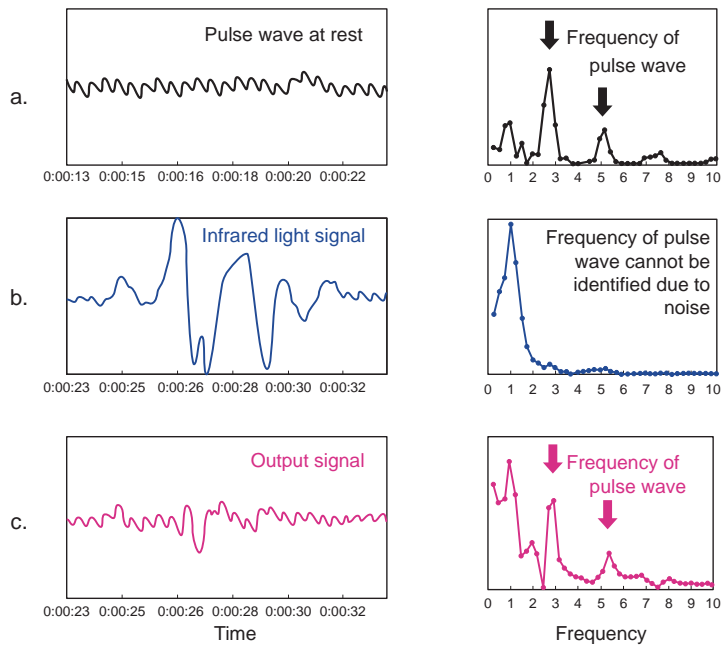 a.
Pulse wave at rest
0:00:13 0:00:15 0:00:16 0:00:18 0:00:20 0:00:22
Frequency of
pulse wave
0 1 2 3 4 5 6 7 8 9 10
b.
Infrared light signal
0:00:23 0:00:25 0:00:26 0:00:28 0:00:30 0:00:32
Frequency of pulse
wave cannot be
identified due to
noise
0 1 2 3 4 5 6 7 8 9 10
c.
Output signal
0:00:23 0:00:25 0:00:26 0:00:28 0:00:30 0:00:32
Time
Frequency of
pulse wave
0 1 2 3 4 5 6 7 8 9 10
Frequency